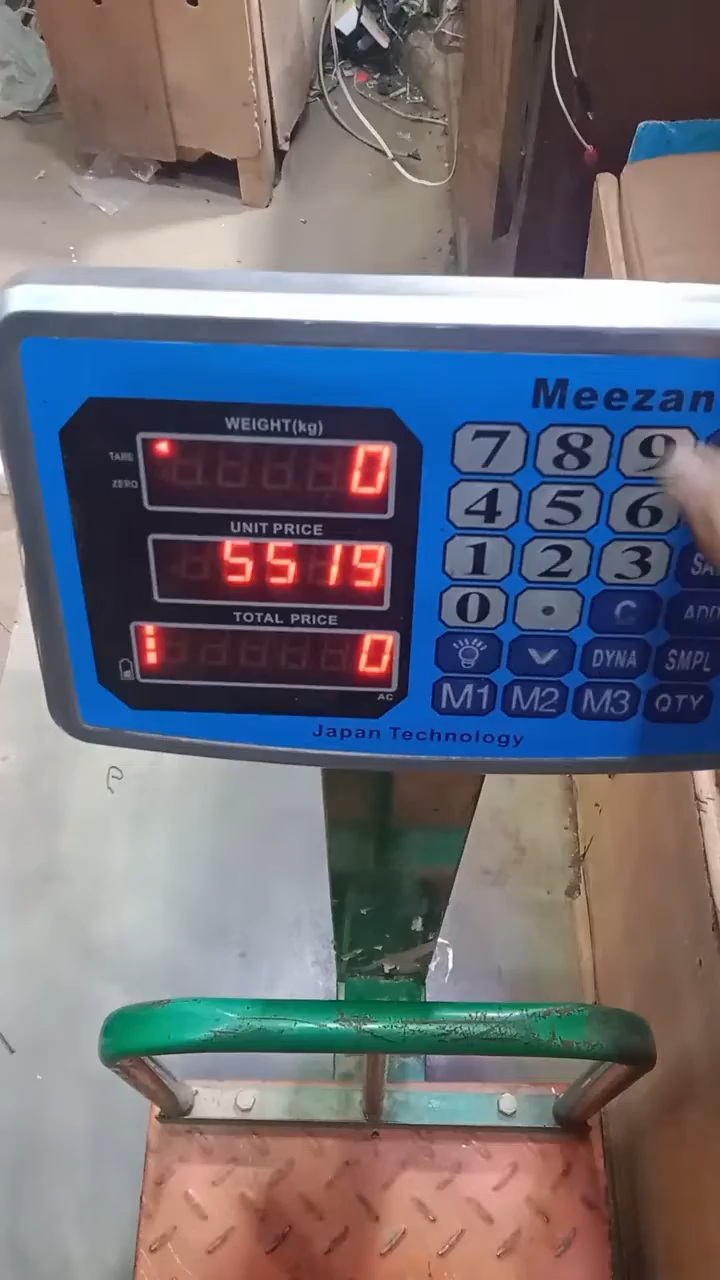 Meezan
WEIGHT(kg)
TARE
ZERO
0
UNIT PRICE
5519
TOTAL PRICE
0
AC
7 8 9
4 5 6
1 2 3
0 . C ADD
DYNA SMPL
M1 M2 M3 QTY
Japan Technology